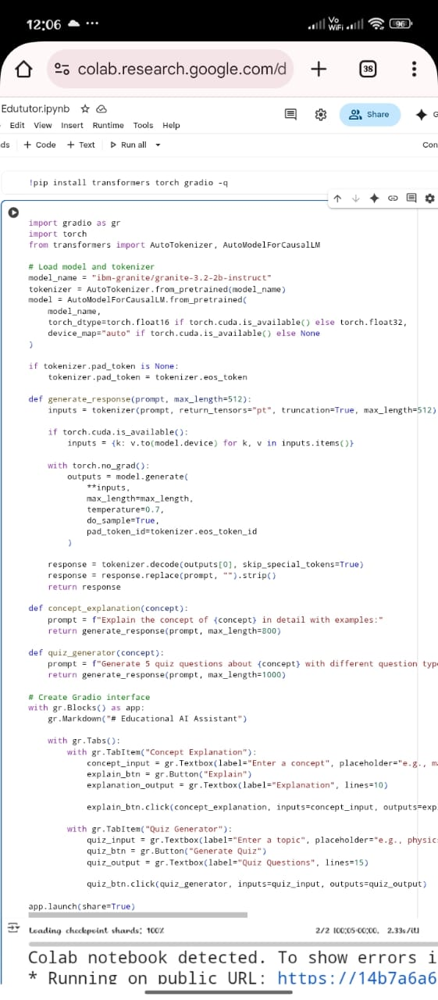 12:06
Vo
WiFi
96
colab.research.google.com/d
38
Edututor.ipynb
Share
G
Edit View Insert Runtime Tools Help
ds + Code + Text Run all
Con
!pip install transformers torch gradio -q
import gradio as gr
import torch
from transformers import AutoTokenizer, AutoModelForCausalLM
# Load model and tokenizer
model_name = "ibm-granite/granite-3.2-2b-instruct"
tokenizer = AutoTokenizer.from_pretrained(model_name)
model = AutoModelForCausalLM.from_pretrained(
    model_name,
    torch_dtype=torch.float16 if torch.cuda.is_available() else torch.float32,
    device_map="auto" if torch.cuda.is_available() else None
)
if tokenizer.pad_token is None:
    tokenizer.pad_token = tokenizer.eos_token
def generate_response(prompt, max_length=512):
    inputs = tokenizer(prompt, return_tensors="pt", truncation=True, max_length=512)
    if torch.cuda.is_available():
        inputs = {k: v.to(model.device) for k, v in inputs.items()}
    with torch.no_grad():
        outputs = model.generate(
            **inputs,
            max_length=max_length,
            temperature=0.7,
            do_sample=True,
            pad_token_id=tokenizer.eos_token_id
        )
    response = tokenizer.decode(outputs[0], skip_special_tokens=True)
    response = response.replace(prompt, "").strip()
    return response
def concept_explanation(concept):
    prompt = f"Explain the concept of {concept} in detail with examples:"
    return generate_response(prompt, max_length=800)
def quiz_generator(concept):
    prompt = f"Generate 5 quiz questions about {concept} with different question type
    return generate_response(prompt, max_length=1000)
# Create Gradio interface
with gr.Blocks() as app:
    gr.Markdown("# Educational AI Assistant")
    with gr.Tabs():
        with gr.TabItem("Concept Explanation"):
            concept_input = gr.Textbox(label="Enter a concept", placeholder="e.g., ma
            explain_btn = gr.Button("Explain")
            explanation_output = gr.Textbox(label="Explanation", lines=10)
            explain_btn.click(concept_explanation, inputs=concept_input, outputs=exp
        with gr.TabItem("Quiz Generator"):
            quiz_input = gr.Textbox(label="Enter a topic", placeholder="e.g., physic
            quiz_btn = gr.Button("Generate Quiz")
            quiz_output = gr.Textbox(label="Quiz Questions", lines=15)
            quiz_btn.click(quiz_generator, inputs=quiz_input, outputs=quiz_output)
app.launch(share=True)
Loading checkpoint shards: 100% 2/2 [00:05<00:00, 2.33s/it]
Colab notebook detected. To show errors i
* Running on public URL: https://14b7a6a6